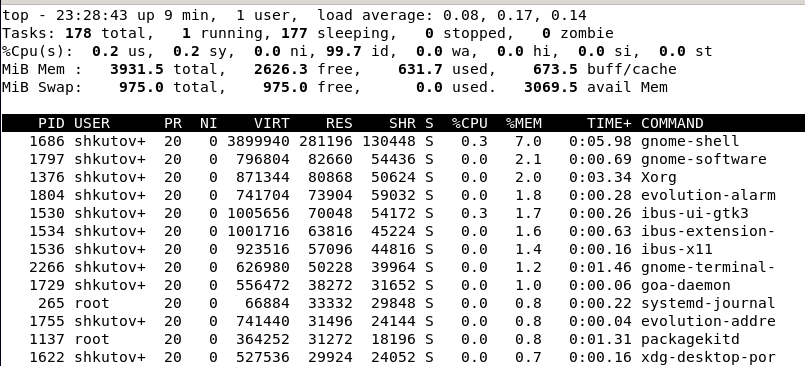 top - 23:28:43 up 9 min,  1 user,  load average: 0.08, 0.17, 0.14
Tasks: 178 total,   1 running, 177 sleeping,   0 stopped,   0 zombie
%Cpu(s):  0.2 us,  0.2 sy,  0.0 ni, 99.7 id,  0.0 wa,  0.0 hi,  0.0 si,  0.0 st
MiB Mem :   3931.5 total,   2626.3 free,    631.7 used,    673.5 buff/cache
MiB Swap:    975.0 total,    975.0 free,      0.0 used.   3069.5 avail Mem
    PID USER      PR  NI    VIRT    RES    SHR S  %CPU  %MEM     TIME+ COMMAND
   1686 shkutov+  20   0 3899940 281196 130448 S   0.3   7.0   0:05.98 gnome-shell
   1797 shkutov+  20   0  796804  82660  54436 S   0.0   2.1   0:00.69 gnome-software
   1376 shkutov+  20   0  871344  80868  50624 S   0.0   2.0   0:03.34 Xorg
   1804 shkutov+  20   0  741704  73904  59032 S   0.0   1.8   0:00.28 evolution-alarm
   1530 shkutov+  20   0 1005656  70048  54172 S   0.3   1.7   0:00.26 ibus-ui-gtk3
   1534 shkutov+  20   0 1001716  63816  45224 S   0.0   1.6   0:00.63 ibus-extension-
   1536 shkutov+  20   0  923516  57096  44816 S   0.0   1.4   0:00.16 ibus-x11
   2266 shkutov+  20   0  626980  50228  39964 S   0.0   1.2   0:01.46 gnome-terminal-
   1729 shkutov+  20   0  556472  38272  31652 S   0.0   1.0   0:00.06 goa-daemon
    265 root      20   0   66884  33332  29848 S   0.0   0.8   0:00.22 systemd-journal
   1755 shkutov+  20   0  741440  31496  24144 S   0.0   0.8   0:00.04 evolution-addre
   1137 root      20   0  364252  31272  18196 S   0.0   0.8   0:01.31 packagekitd
   1622 shkutov+  20   0  527536  29924  24052 S   0.0   0.7   0:00.16 xdg-desktop-por